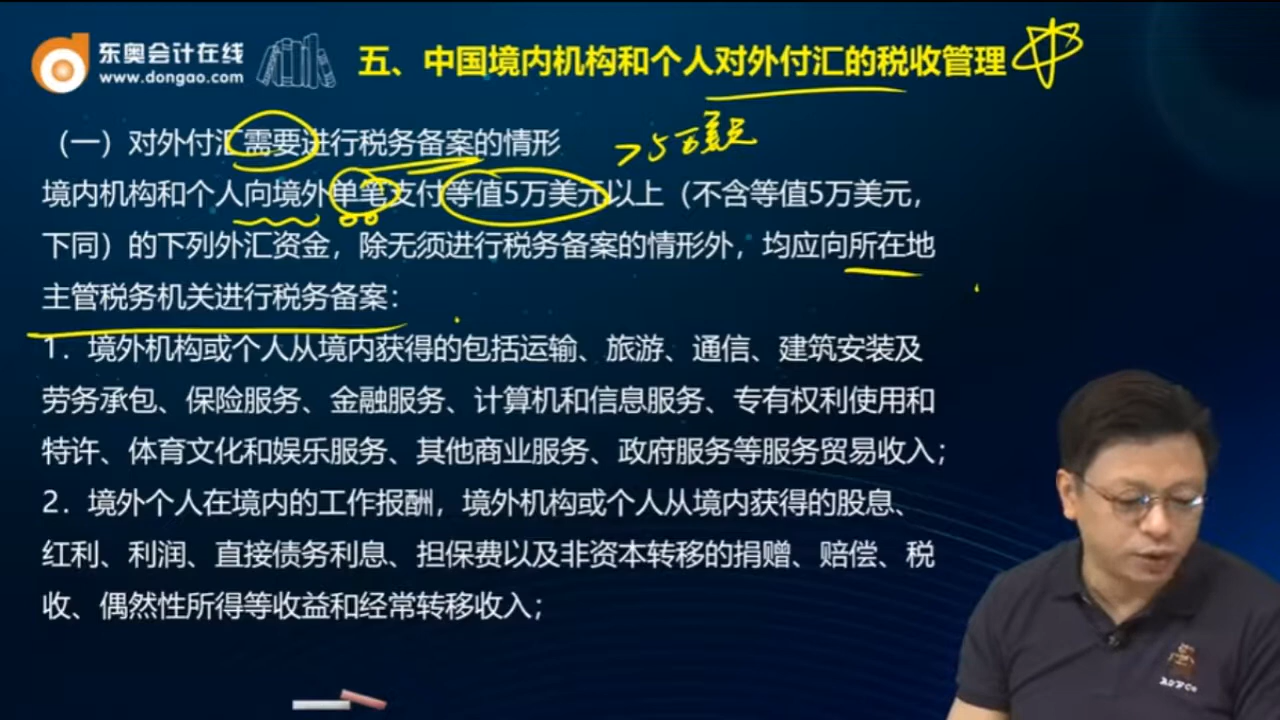 东奥会计在线
www.dongao.com
五、中国境内机构和个人对外付汇的税收管理
（一）对外付汇需要进行税务备案的情形
>5万美元
境内机构和个人向境外单笔支付等值5万美元以上（不含等值5万美元，
下同）的下列外汇资金，除无须进行税务备案的情形外，均应向所在地
主管税务机关进行税务备案：
1．境外机构或个人从境内获得的包括运输、旅游、通信、建筑安装及
劳务承包、保险服务、金融服务、计算机和信息服务、专有权利使用和
特许、体育文化和娱乐服务、其他商业服务、政府服务等服务贸易收入；
2．境外个人在境内的工作报酬，境外机构或个人从境内获得的股息、
红利、利润、直接债务利息、担保费以及非资本转移的捐赠、赔偿、税
收、偶然性所得等收益和经常转移收入；